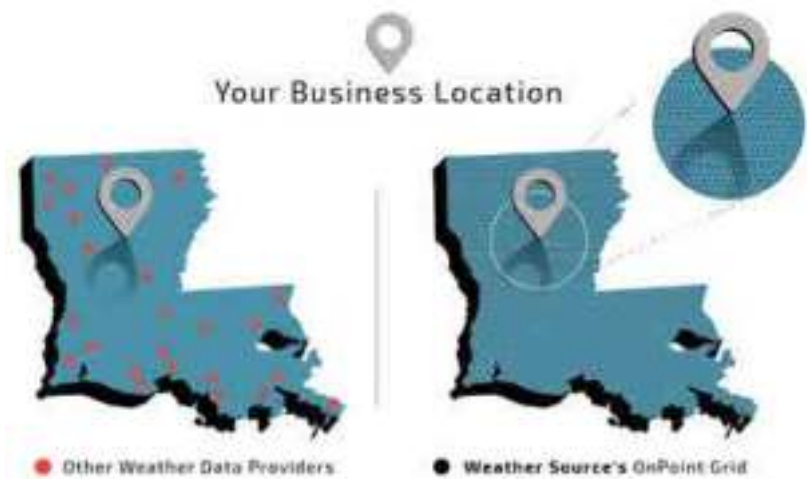 Your Business Location
Other Weather Data Providers
Weather Source's OnPoint Grid